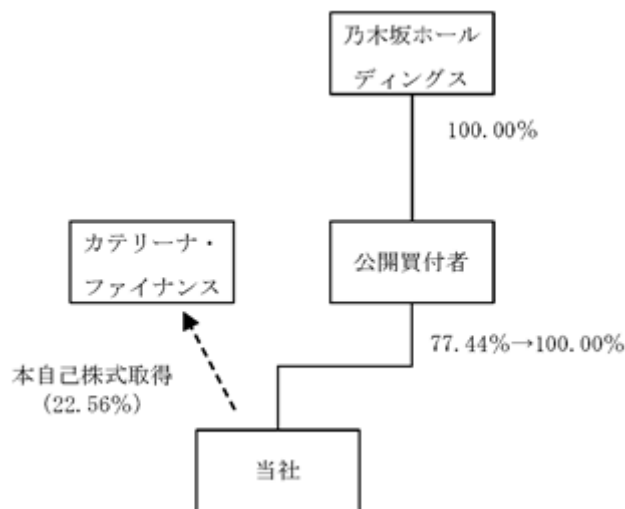 乃木坂ホール
ディングス
100.00%
カテリーナ・
ファイナンス
公開買付者
77.44%→100.00%
本自己株式取得
(22.56%)
当社